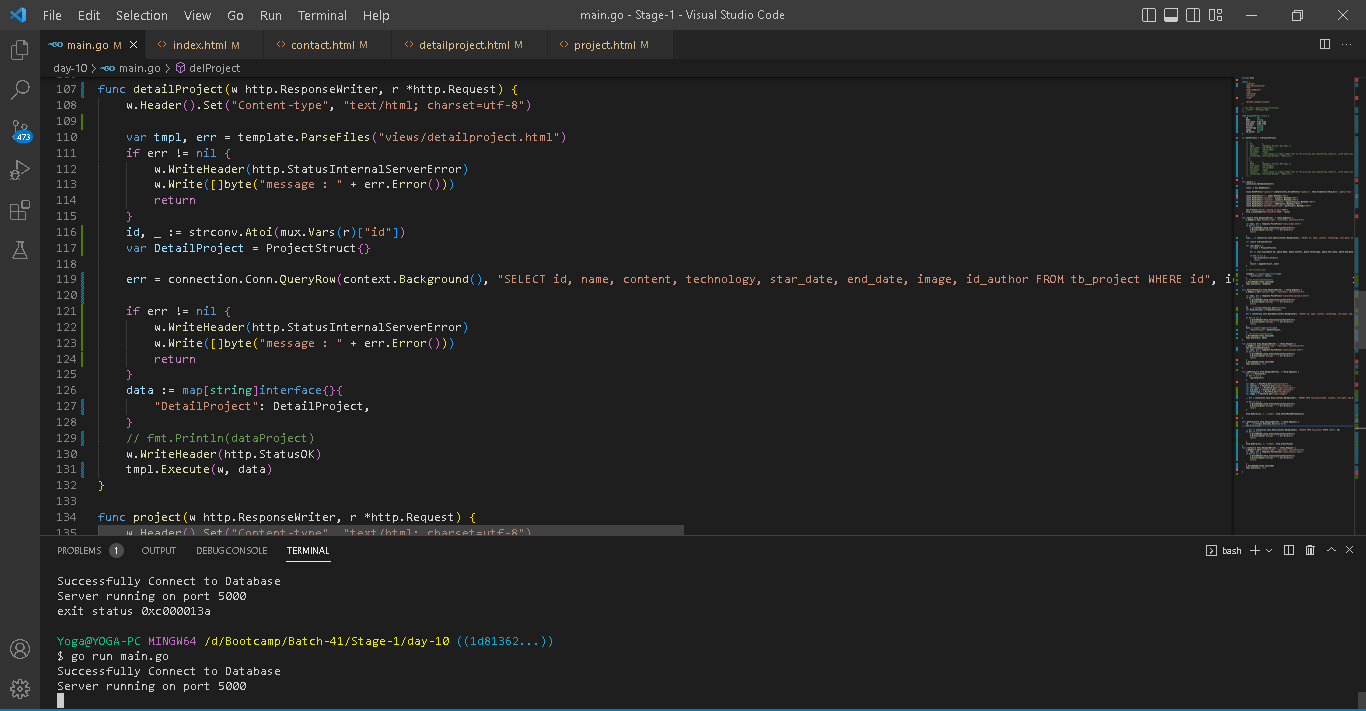 File Edit Selection View Go Run Terminal Help main.go - Stage-1 - Visual Studio Code
main.go M index.html M contact.html M detailproject.html M project.html M
day-10 > main.go > delProject
473
107 func detailProject(w http.ResponseWriter, r *http.Request) {
108 w.Header().Set("Content-type", "text/html; charset=utf-8")
109
110 var tmpl, err = template.ParseFiles("views/detailproject.html")
111 if err != nil {
112 w.WriteHeader(http.StatusInternalServerError)
113 w.Write([]byte("message : " + err.Error()))
114 return
115 }
116 id, _ := strconv.Atoi(mux.Vars(r)["id"])
117 var DetailProject = ProjectStruct{}
118
119 err = connection.Conn.QueryRow(context.Background(), "SELECT id, name, content, technology, star_date, end_date, image, id_author FROM tb_project WHERE id",
120
121 if err != nil {
122 w.WriteHeader(http.StatusInternalServerError)
123 w.Write([]byte("message : " + err.Error()))
124 return
125 }
126 data := map[string]interface{}{
127 "DetailProject": DetailProject,
128 }
129 // fmt.Println(dataProject)
130 w.WriteHeader(http.StatusOK)
131 tmpl.Execute(w, data)
132 }
133
134 func project(w http.ResponseWriter, r *http.Request) {
135 w.Header().Set("Content-type", "text/html; charset=utf-8")
PROBLEMS 1 OUTPUT DEBUG CONSOLE TERMINAL bash
Successfully Connect to Database
Server running on port 5000
exit status 0xc000013a
Yoga@YOGA-PC MINGW64 /d/Bootcamp/Batch-41/Stage-1/day-10 ((1d81362...))
$ go run main.go
Successfully Connect to Database
Server running on port 5000